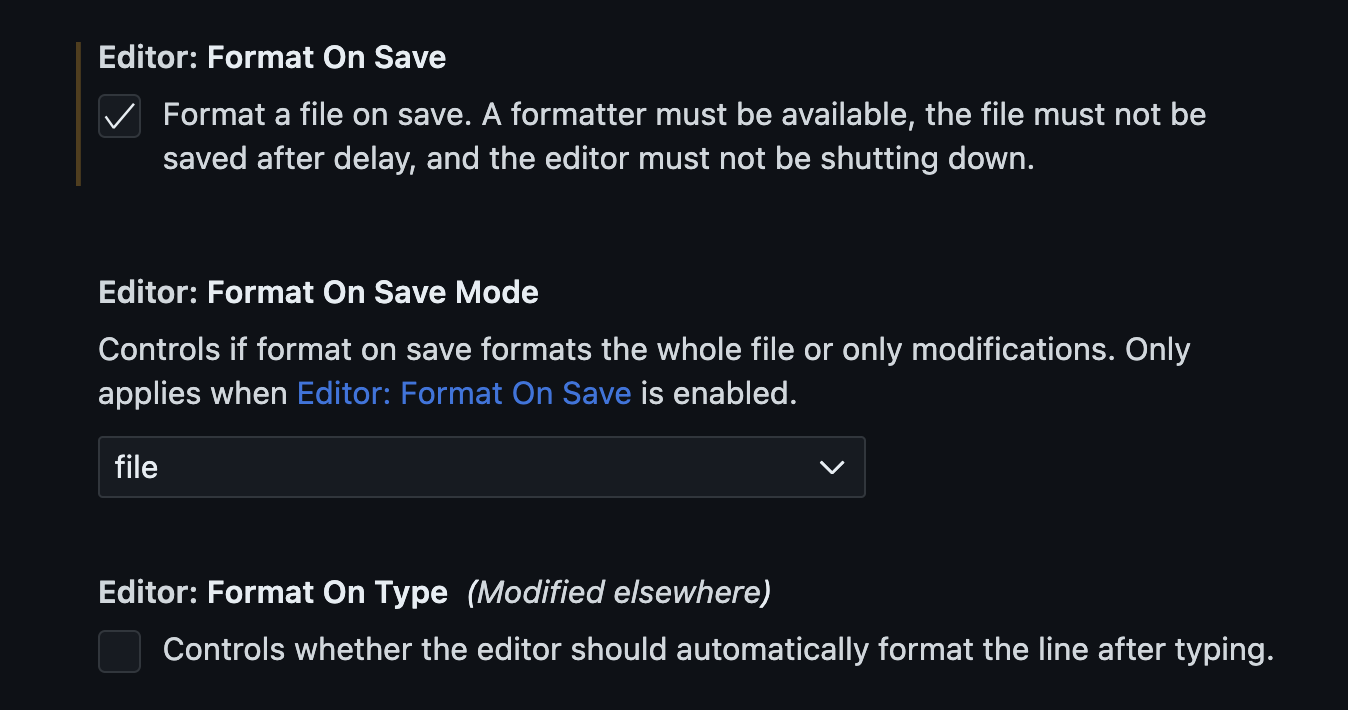 Editor: Format On Save
Format a file on save. A formatter must be available, the file must not be
saved after delay, and the editor must not be shutting down.
Editor: Format On Save Mode
Controls if format on save formats the whole file or only modifications. Only
applies when Editor: Format On Save is enabled.
file
Editor: Format On Type (Modified elsewhere)
Controls whether the editor should automatically format the line after typing.